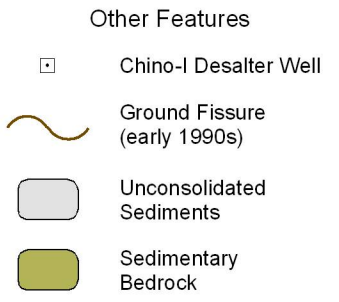 Other Features
Chino-I Desalter Well
Ground Fissure
(early 1990s)
Unconsolidated
Sediments
Sedimentary
Bedrock